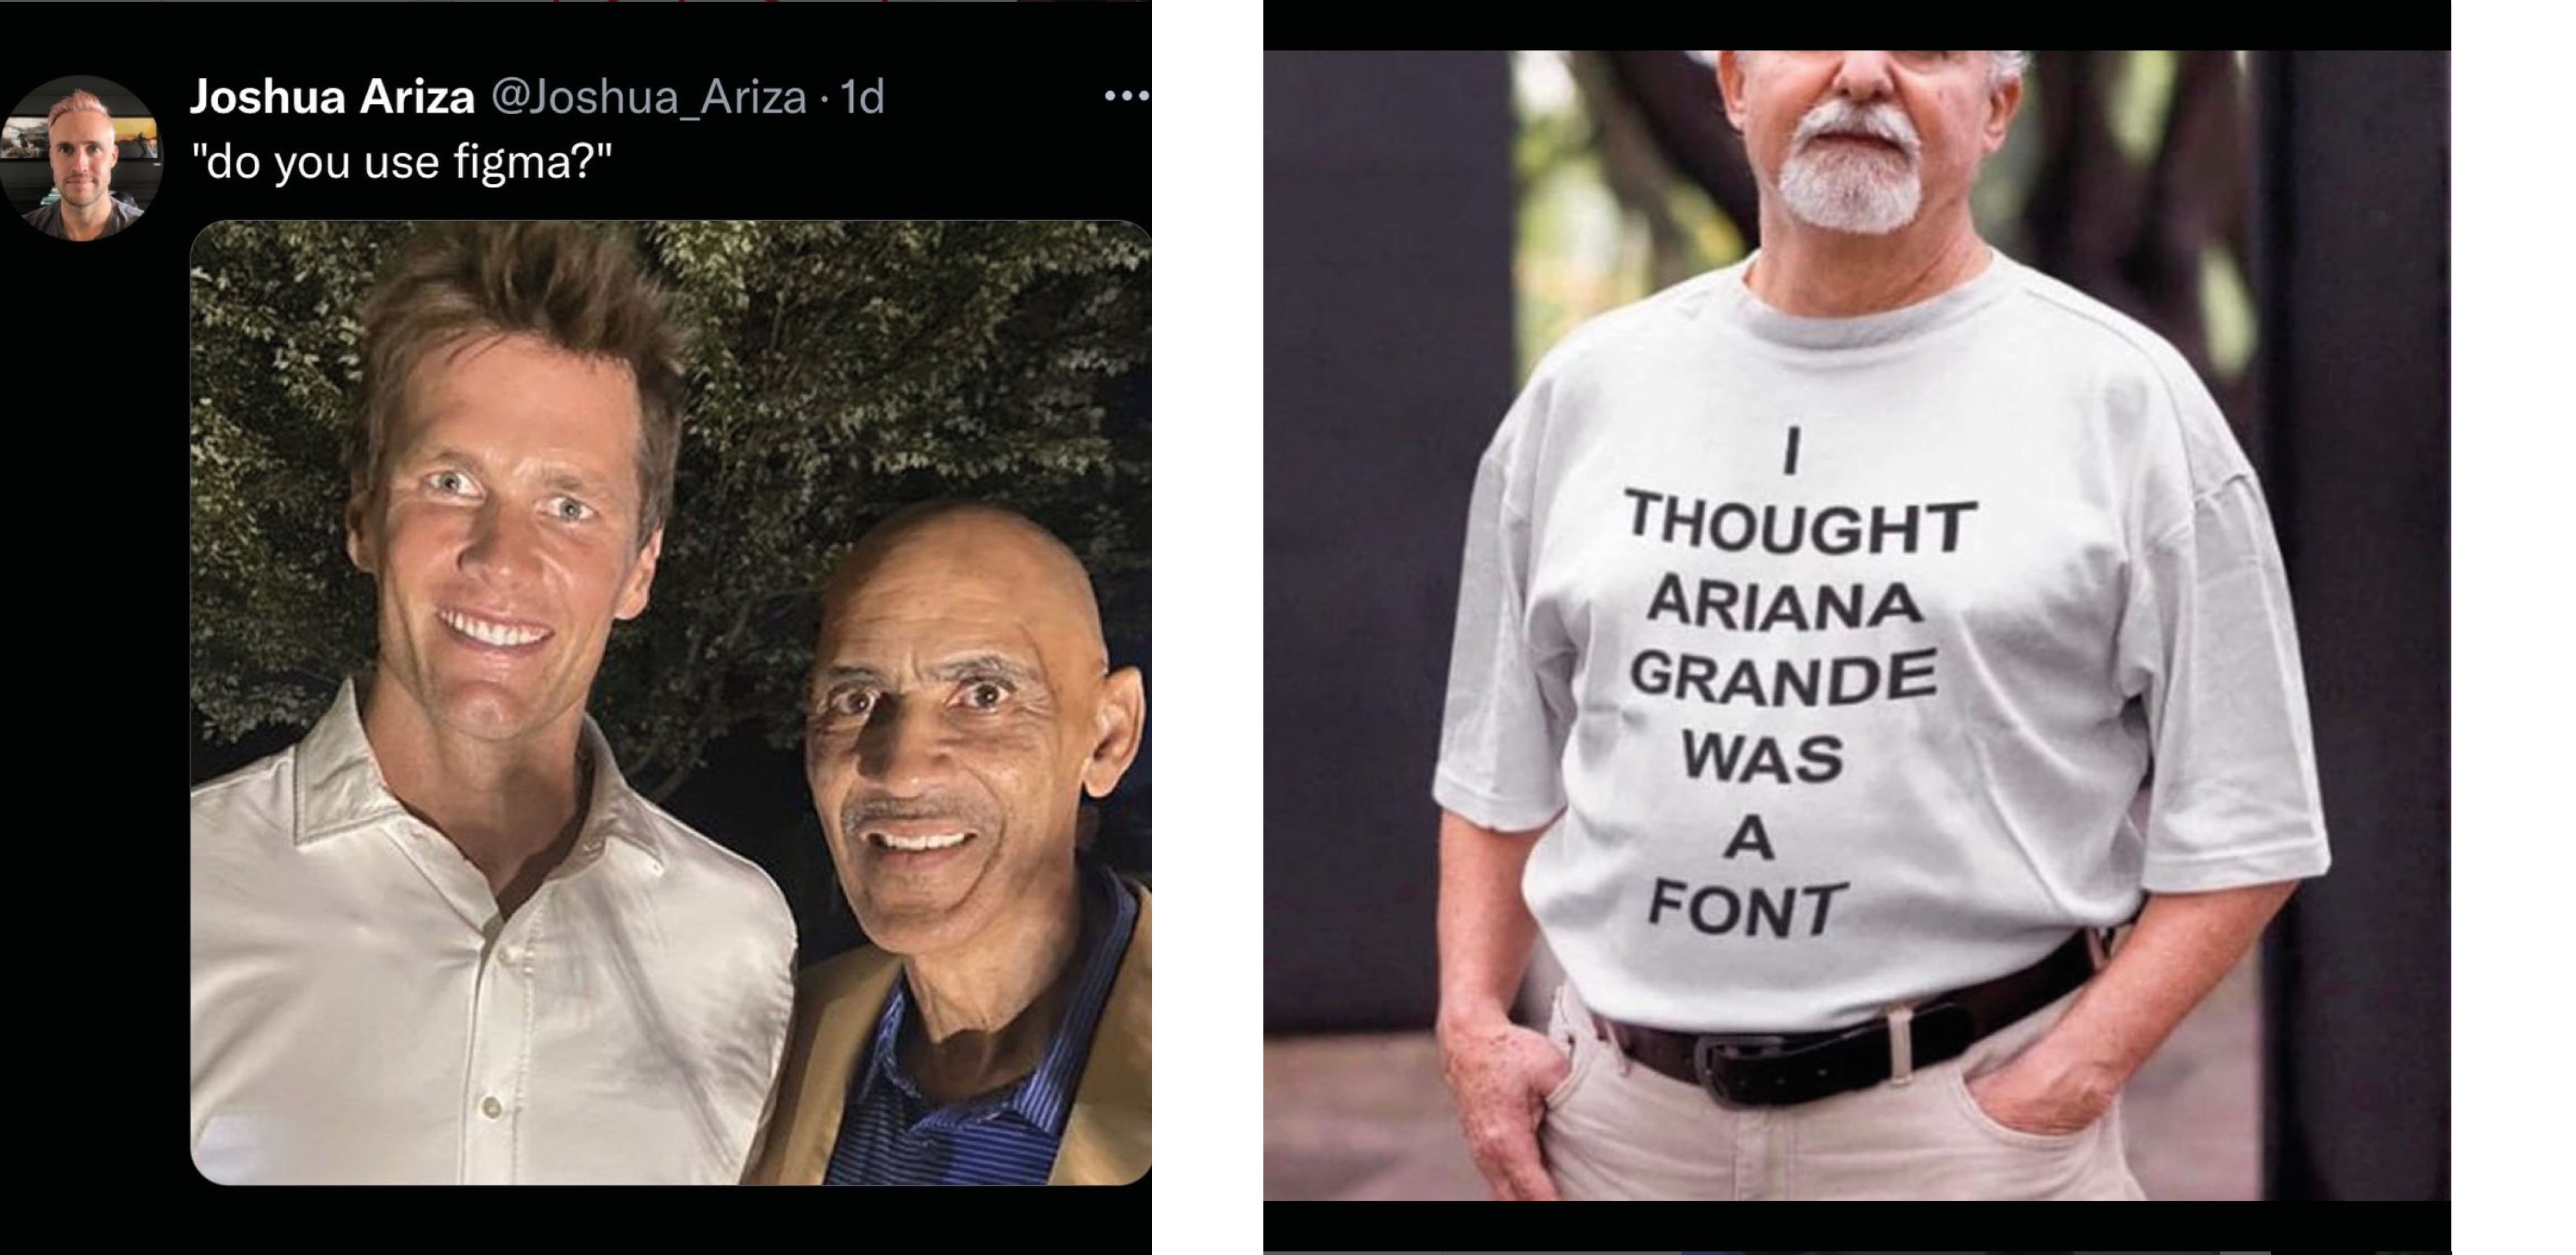 Joshua Ariza @Joshua_Ariza · 1d
"do you use figma?"
I
THOUGHT
ARIANA
GRANDE
WAS
A
FONT